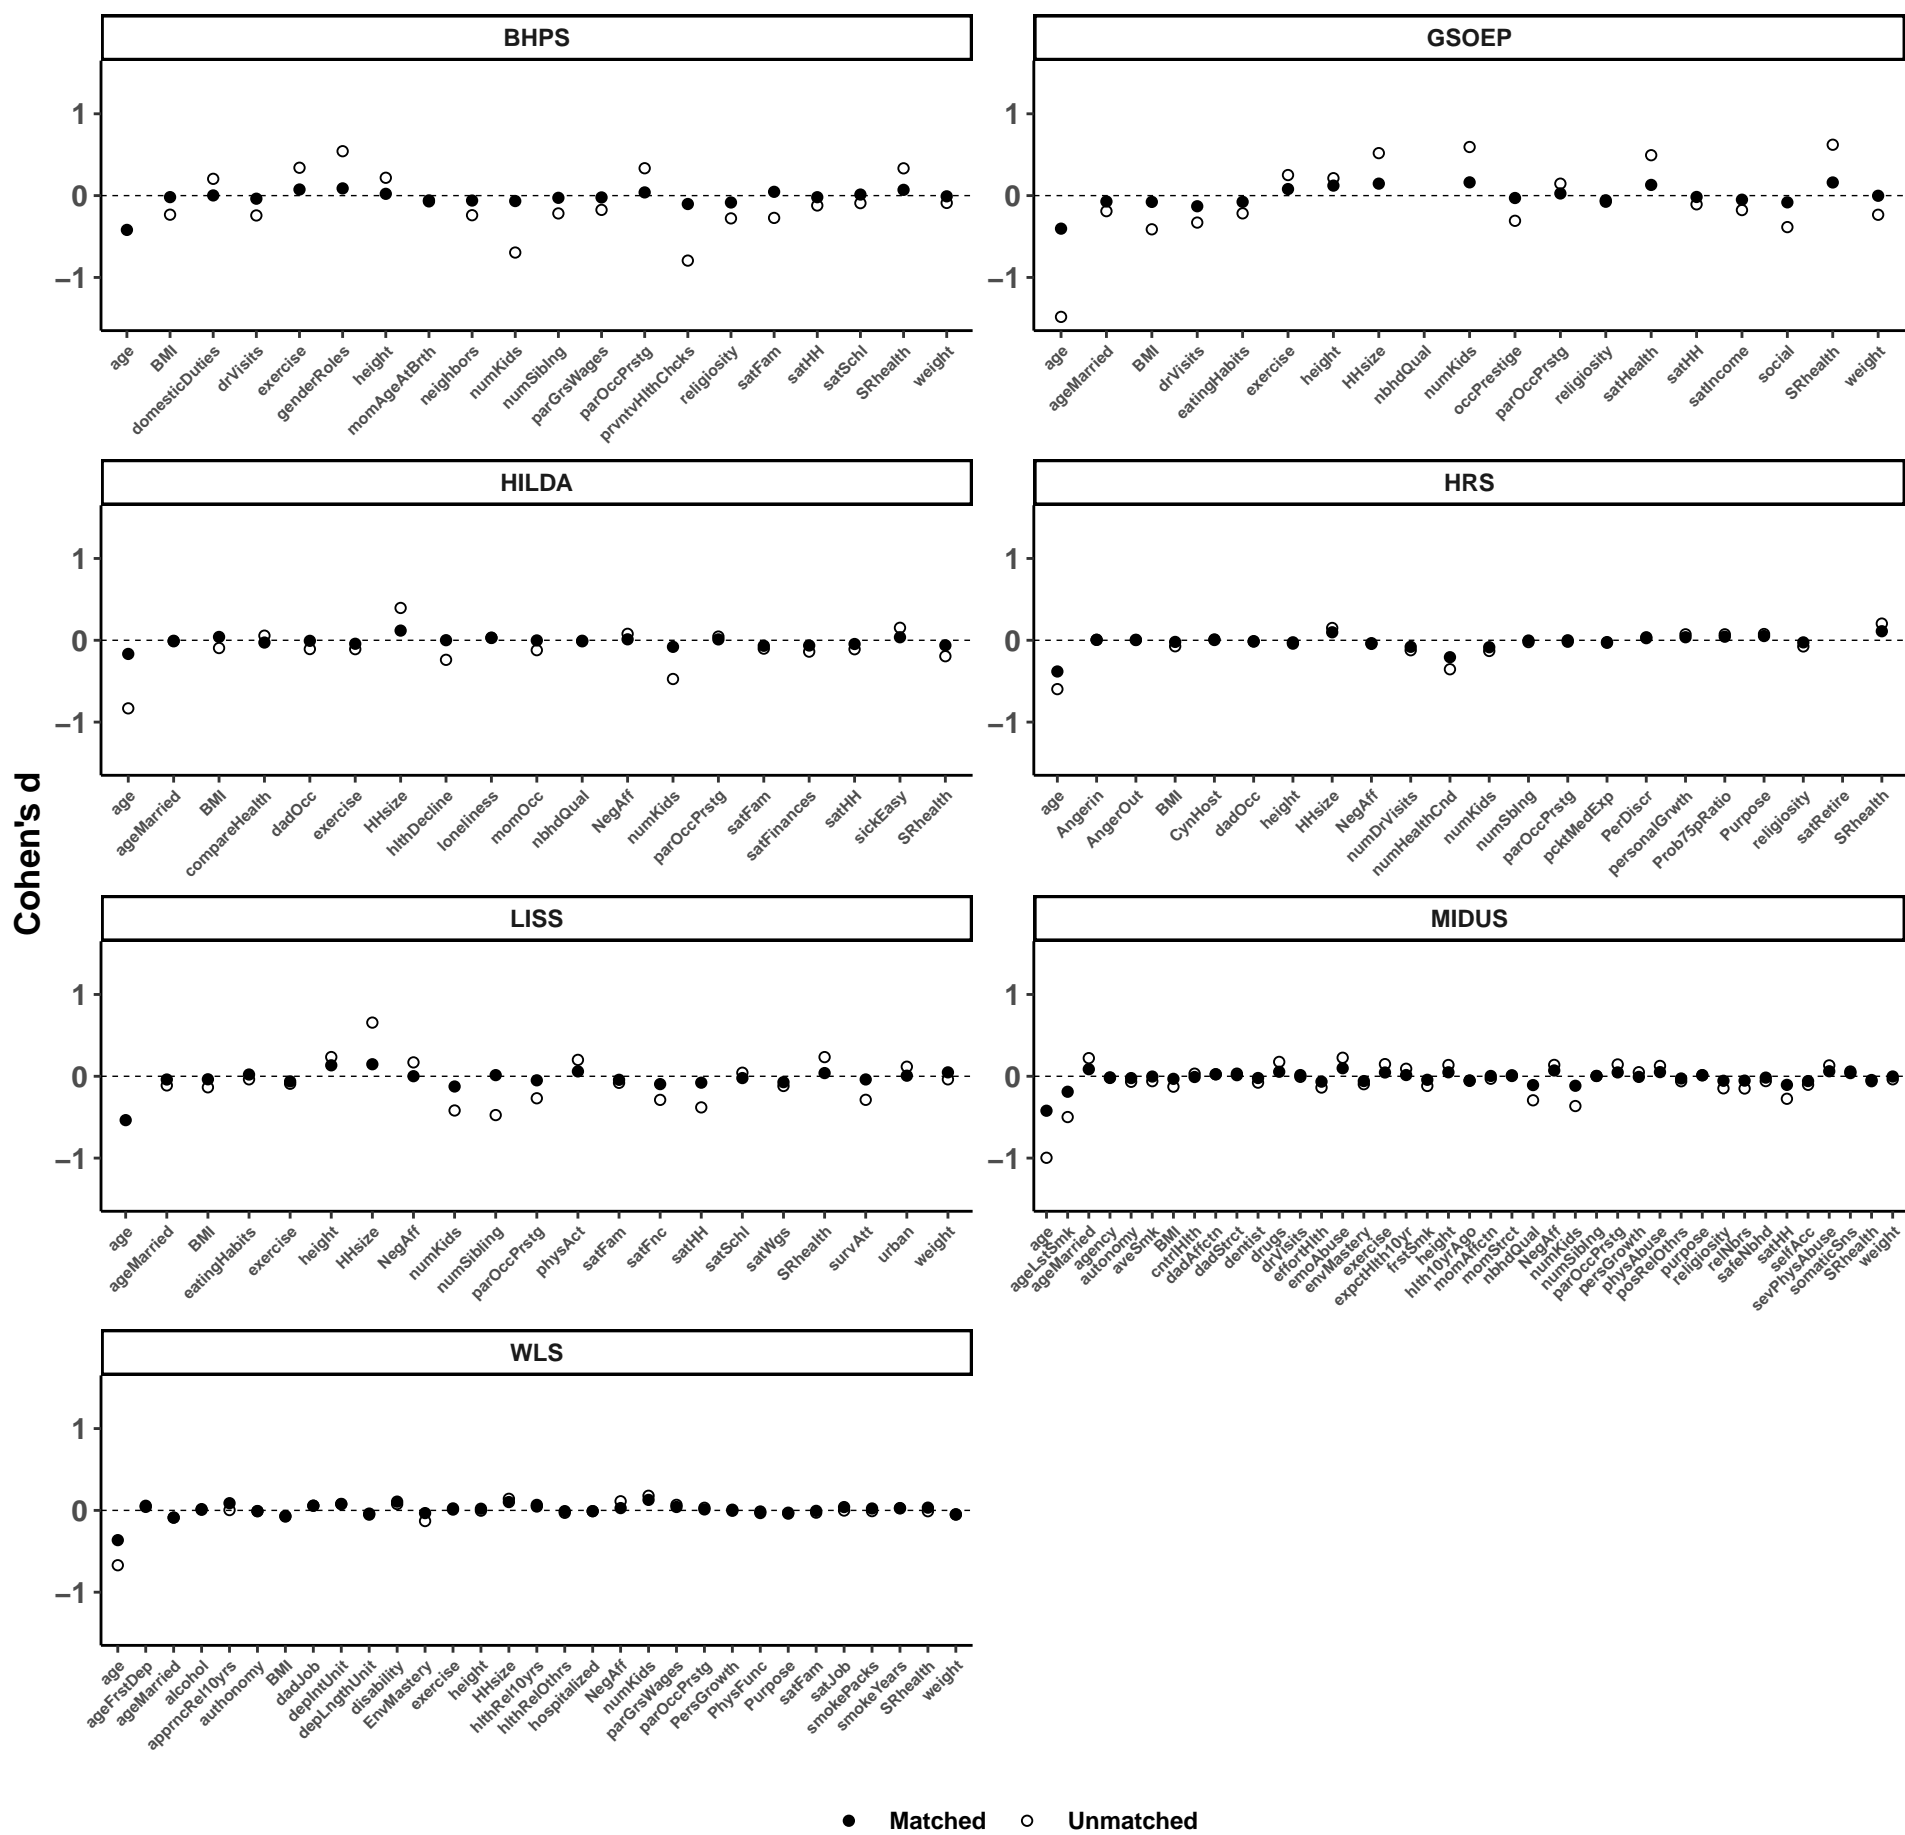 BHPS
GSOEP
1
0
−1
1
0
−1
age
BMI
domesticDuties
drVisits
exercise
genderRoles
height
momAgeAtBrth
neighbors
numKids
numSiblng
parGrsWages
parOccPrstg
prvntvHlthChcks
religiosity
satFam
satHH
satSchl
SRhealth
weight
age
ageMarried
BMI
drVisits
eatingHabits
exercise
height
HHsize
nbhdQual
numKids
occPrestige
parOccPrstg
religiosity
satHealth
satHH
satIncome
social
SRhealth
weight
HILDA
HRS
1
0
−1
1
0
−1
age
ageMarried
BMI
compareHealth
dadOcc
exercise
HHsize
hlthDecline
loneliness
momOcc
nbhdQual
NegAff
numKids
parOccPrstg
satFam
satFinances
satHH
sickEasy
SRhealth
age
Angerin
AngerOut
BMI
CynHost
dadOcc
height
HHsize
NegAff
numDrVisits
numHealthCnd
numKids
numSblng
parOccPrstg
pcktMedExp
PerDiscr
personalGrwth
Prob75pRatio
Purpose
religiosity
satRetire
SRhealth
Cohen's d
LISS
MIDUS
1
0
−1
1
0
−1
age
ageMarried
BMI
eatingHabits
exercise
height
HHsize
NegAff
numKids
numSibling
parOccPrstg
physAct
satFam
satFnc
satHH
satSchl
satWgs
SRhealth
survAtt
urban
weight
age
ageLstSmk
ageMarried
agency
autonomy
aveSmk
BMI
cntrlHlth
dadAffctn
dadStrct
dentist
drugs
drVisits
effortHlth
emoAbuse
envMastery
exercise
expctHlth10yr
frstSmk
height
hlth10yrAgo
momAffctn
momStrct
nbhdQual
NegAff
numKids
numSiblng
parOccPrstg
persGrowth
physAbuse
posRelOthrs
purpose
religiosity
relNbrs
safeNbhd
satHH
selfAcc
sevPhysAbuse
somaticSns
SRhealth
weight
WLS
1
0
−1
age
ageFrstDep
ageMarried
alcohol
apprncRel10yrs
authonomy
BMI
dadJob
depIntUnit
depLngthUnit
disability
EnvMastery
exercise
height
HHsize
hlthRel10yrs
hlthRelOthrs
hospitalized
NegAff
numKids
parGrsWages
parOccPrstg
PersGrowth
PhysFunc
Purpose
satFam
satJob
smokePacks
smokeYears
SRhealth
weight
Matched
Unmatched